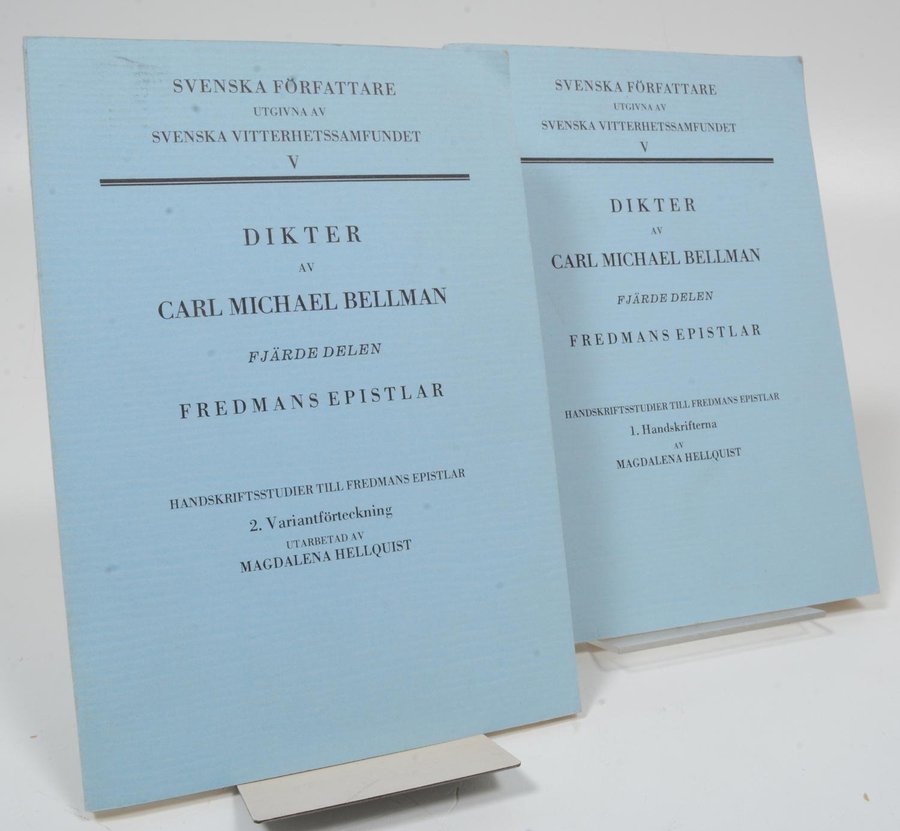 SVENSKA FÖRFATTARE
UTGIVNA AV
SVENSKA VITTERHETSSAMFUNDET
V
DIKTER
AV
CARL MICHAEL BELLMAN
FJÄRDE DELEN
FREDMANS EPISTLAR
HANDSKRIFTSSTUDIER TILL FREDMANS EPISTLAR
2. Variantförteckning
UTARBETAD AV
MAGDALENA HELLQUIST
SVENSKA FÖRFATTARE
UTGIVNA AV
SVENSKA VITTERHETSSAMFUNDET
V
DIKTER
AV
CARL MICHAEL BELLMAN
FJÄRDE DELEN
FREDMANS EPISTLAR
HANDSKRIFTSSTUDIER TILL FREDMANS EPISTLAR
1. Handskrifterna
AV
MAGDALENA HELLQUIST